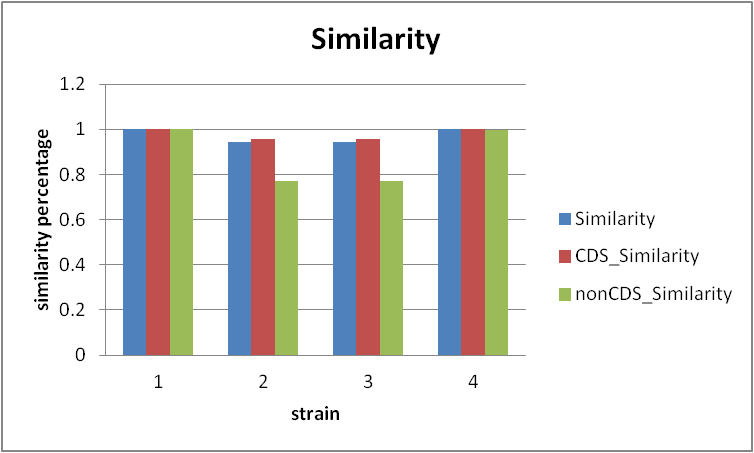 Similarity
similarity percentage
1.2
1
0.8
0.6
0.4
0.2
0
1 2 3 4
strain
Similarity
CDS_Similarity
nonCDS_Similarity